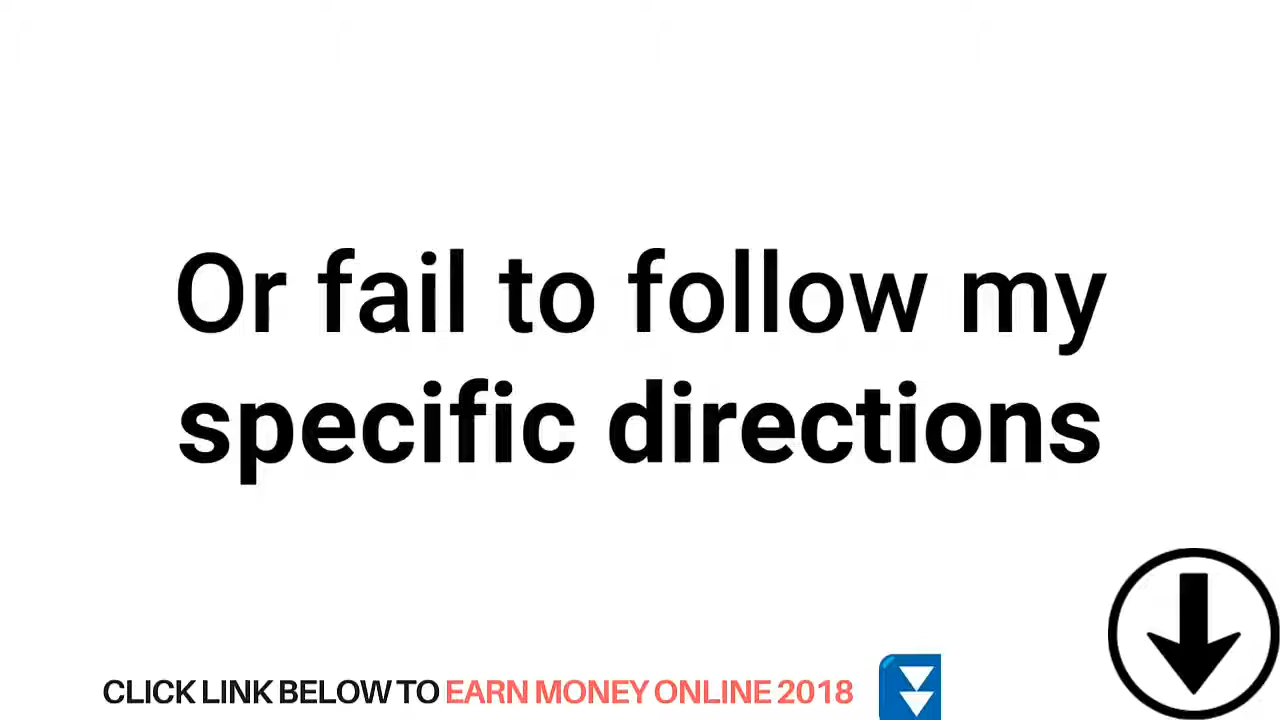 Or fail to follow my
specific directions
CLICK LINK BELOW TO EARN MONEY ONLINE 2018